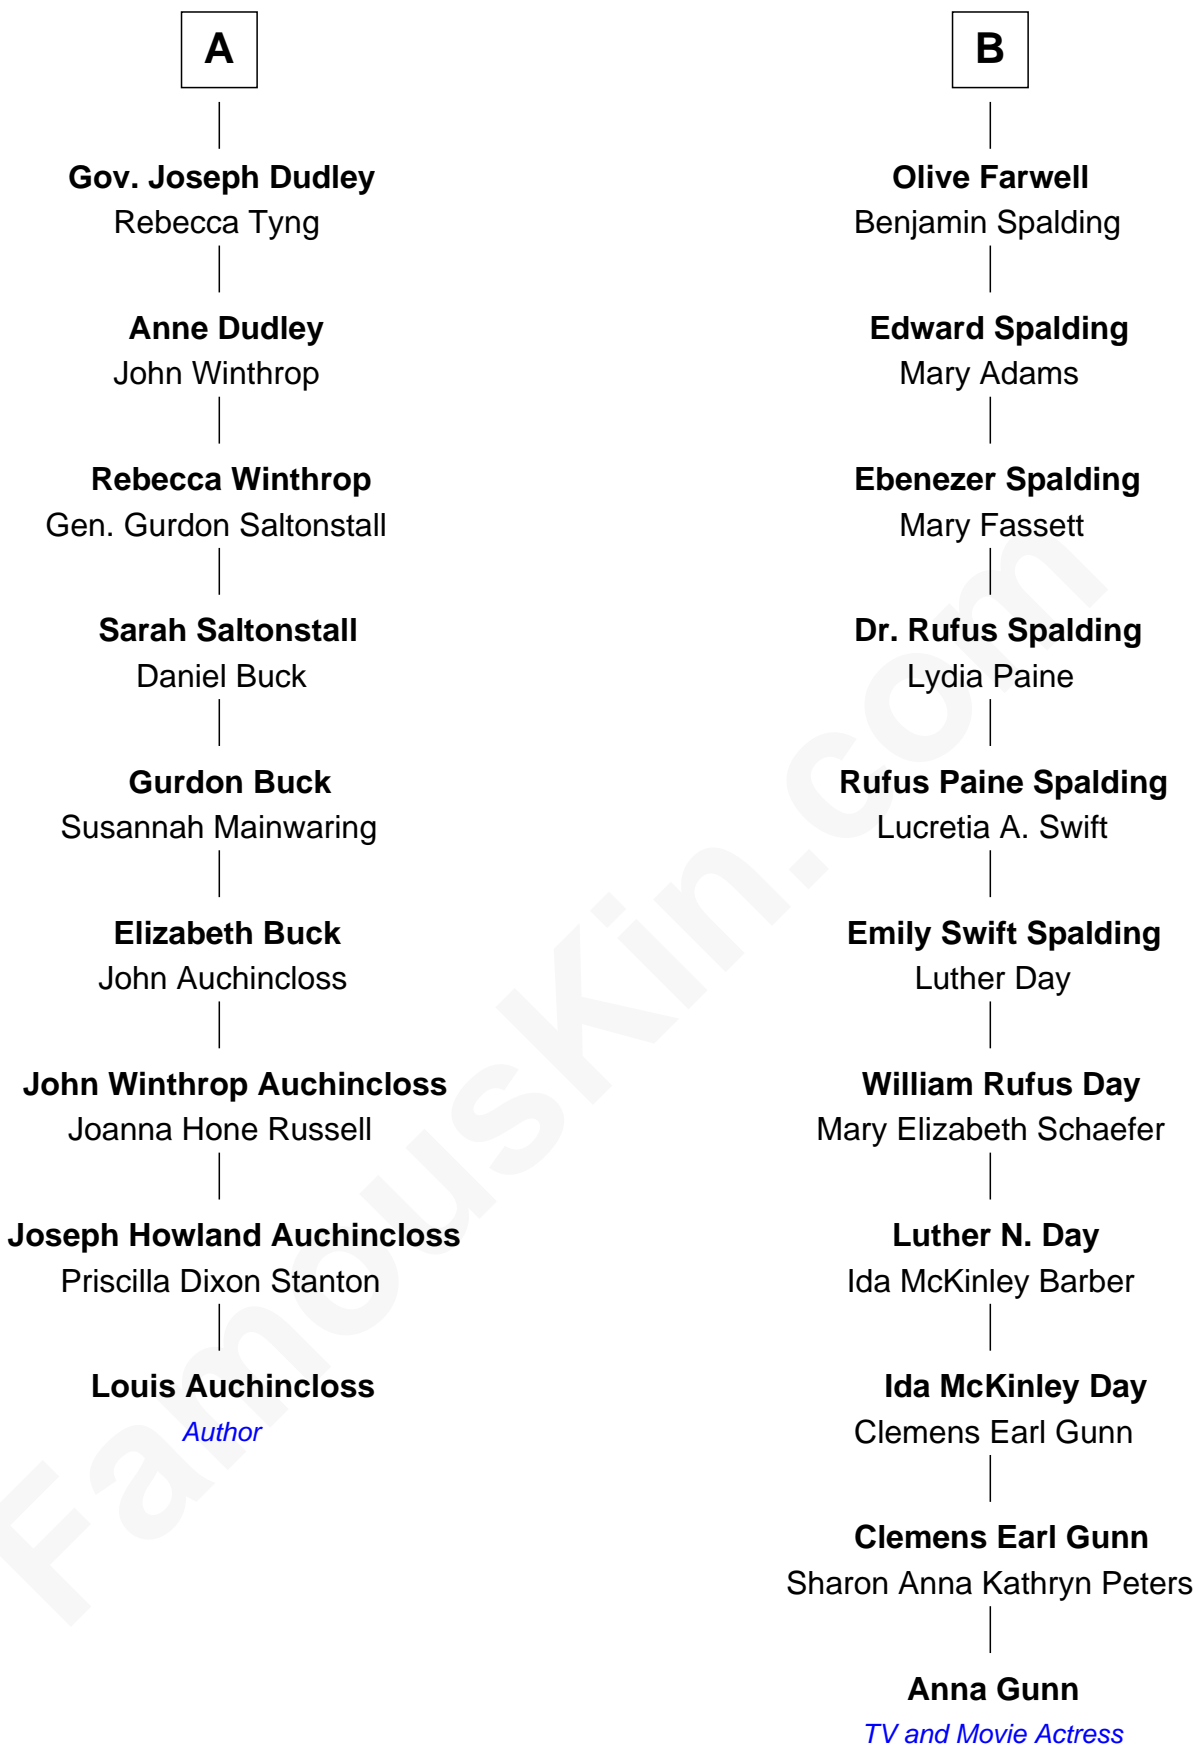 A
Gov. Joseph Dudley
Rebecca Tyng
Anne Dudley
John Winthrop
Rebecca Winthrop
Gen. Gurdon Saltonstall
Sarah Saltonstall
Daniel Buck
Gurdon Buck
Susannah Mainwaring
Elizabeth Buck
John Auchincloss
John Winthrop Auchincloss
Joanna Hone Russell
Joseph Howland Auchincloss
Priscilla Dixon Stanton
Louis Auchincloss
Author
B
Olive Farwell
Benjamin Spalding
Edward Spalding
Mary Adams
Ebenezer Spalding
Mary Fassett
Dr. Rufus Spalding
Lydia Paine
Rufus Paine Spalding
Lucretia A. Swift
Emily Swift Spalding
Luther Day
William Rufus Day
Mary Elizabeth Schaefer
Luther N. Day
Ida McKinley Barber
Ida McKinley Day
Clemens Earl Gunn
Clemens Earl Gunn
Sharon Anna Kathryn Peters
Anna Gunn
TV and Movie Actress
FamousKin.com